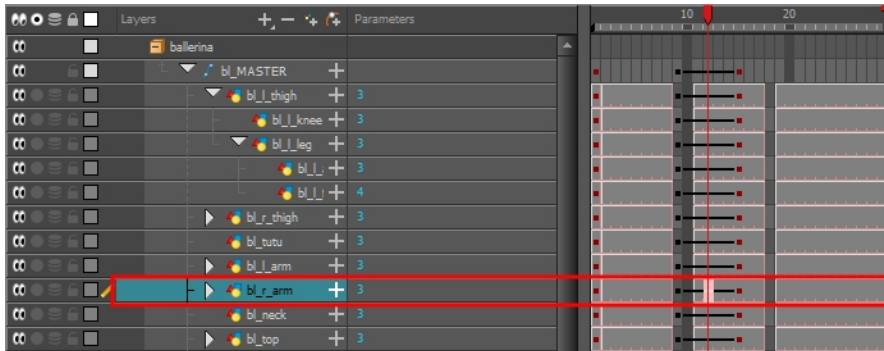 Layers Parameters 10 20
ballerina
bl_MASTER
bl_l_thigh 3
bl_l_knee 3
bl_l_leg 3
3
4
bl_r_thigh 3
bl_tutu 3
bl_l_arm 3
bl_r_arm 3
bl_neck 3
bl_top 3